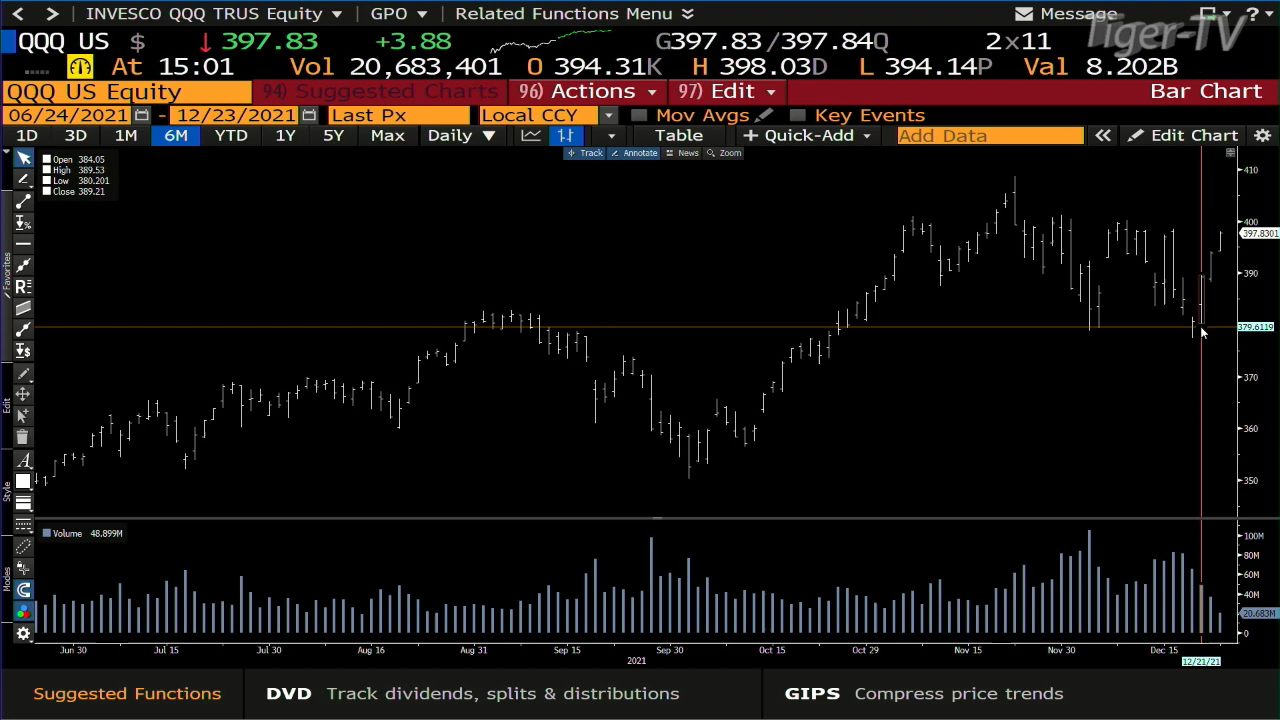 < > INVESCO QQQ TRUS Equity GPO Related Functions Menu Message ?
Tiger-TV
QQQ US $ 397.83 +3.88 G397.83/397.84Q 2x11
At 15:01 Vol 20,683,401 O 394.31K H 398.03D L 394.14P Val 8.202B
QQQ US Equity 94) Suggested Charts 96) Actions 97) Edit Bar Chart
06/24/2021 - 12/23/2021 Last Px Local CCY Mov Avgs Key Events
1D 3D 1M 6M YTD 1Y 5Y Max Daily Table + Quick-Add Add Data « Edit Chart
Track Annotate News Zoom
Open 384.05
High 389.53
Low 380.201
Close 389.21
410
400
397.8301
390
379.6119
370
360
350
Favorites
Edit
Style
Modes
Volume 48.899M
100M
80M
60M
40M
20.683M
0
Jun 30 Jul 15 Jul 30 Aug 16 Aug 31 Sep 15 Sep 30 Oct 15 Oct 29 Nov 15 Nov 30 Dec 15
2021
12/21/21
Suggested Functions DVD Track dividends, splits & distributions GIPS Compress price trends